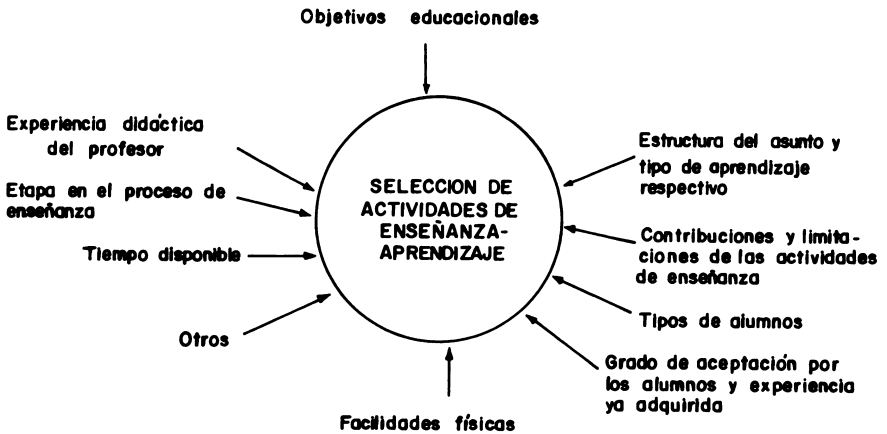 Objetivos educacionales
Experiencia didáctica
del profesor
Etapa en el proceso de
enseñanza
Tiempo disponible
Otros
SELECCION DE
ACTIVIDADES DE
ENSEÑANZA-
APRENDIZAJE
Estructura del asunto y
tipo de aprendizaje
respectivo
Contribuciones y limita-
ciones de las actividades
de enseñanza
Tipos de alumnos
Grado de aceptación por
los alumnos y experiencia
ya adquirida
Facilidades físicas